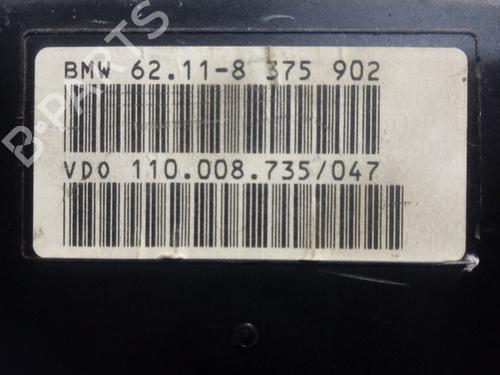 BMW 62.11-8 375 902
VDO 110.008.735/047
B-PARTS